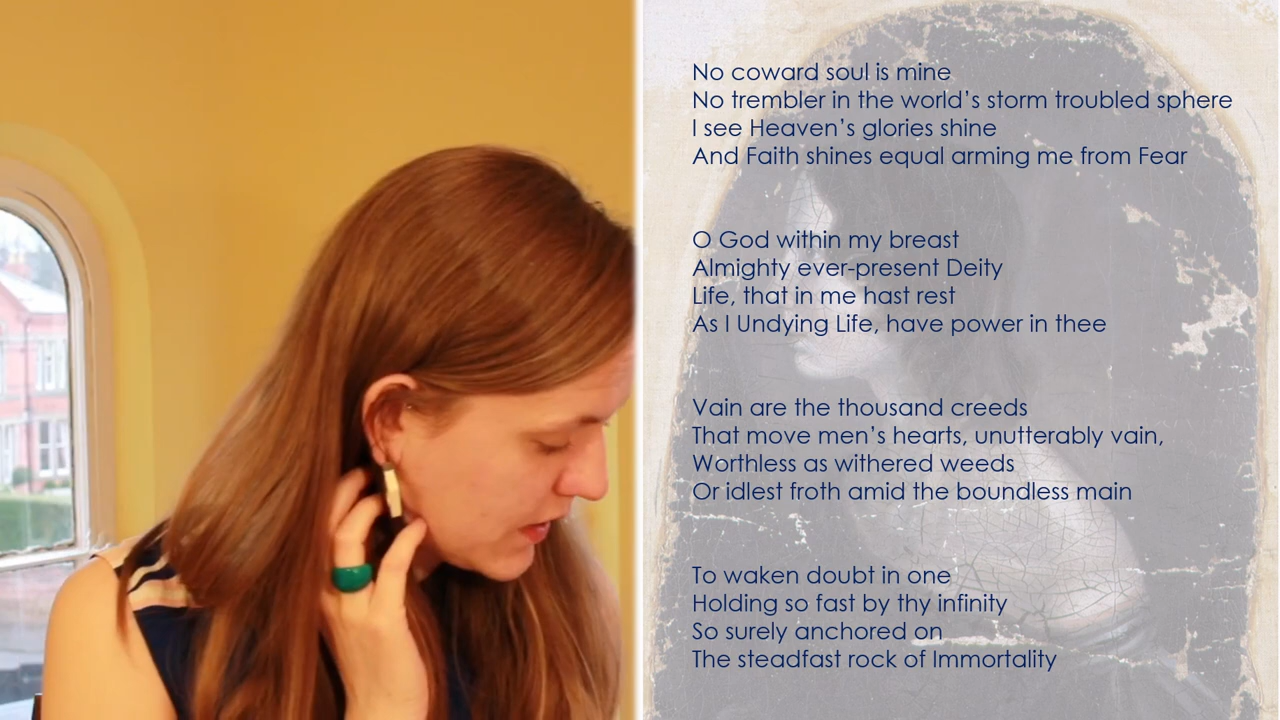 No coward soul is mine
No trembler in the world’s storm troubled sphere
I see Heaven’s glories shine
And Faith shines equal arming me from Fear
O God within my breast
Almighty ever-present Deity
Life, that in me hast rest
As I Undying Life, have power in thee
Vain are the thousand creeds
That move men’s hearts, unutterably vain,
Worthless as withered weeds
Or idlest froth amid the boundless main
To waken doubt in one
Holding so fast by thy infinity
So surely anchored on
The steadfast rock of Immortality